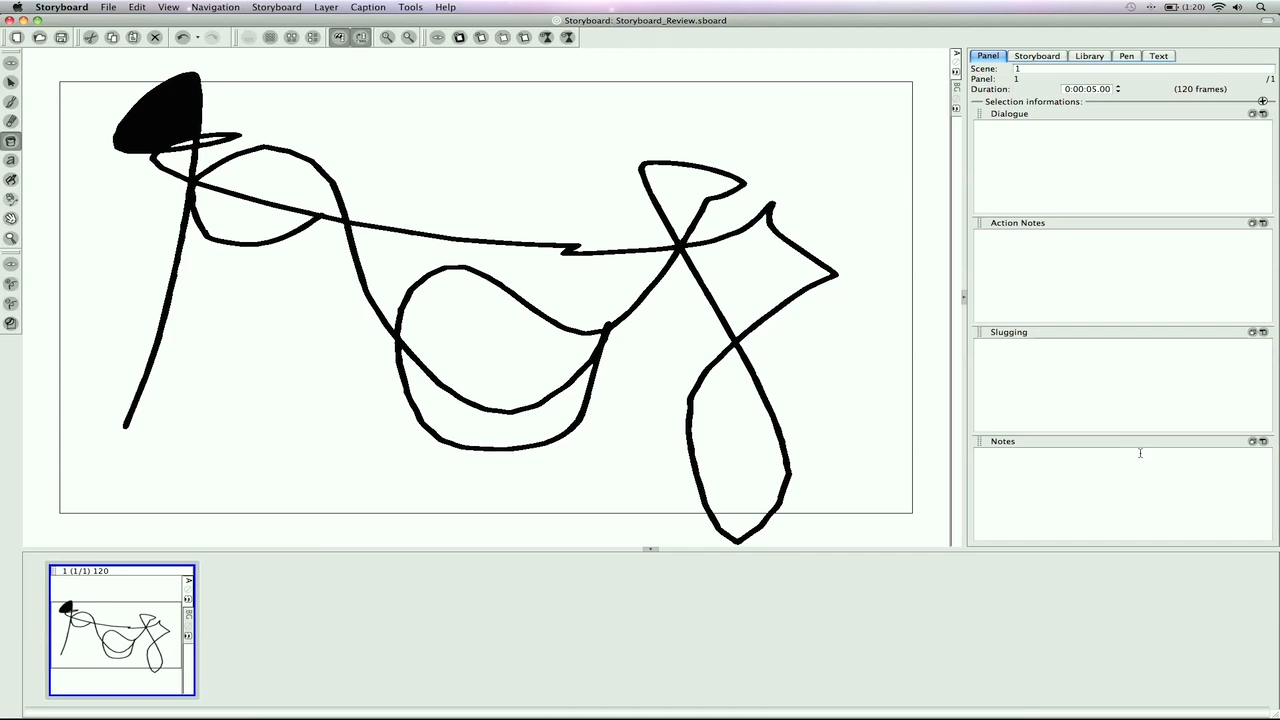 Storyboard File Edit View Navigation Storyboard Layer Caption Tools Help (1:20)
Storyboard: Storyboard_Review.sboard
Panel Storyboard Library Pen Text
Scene: 1
Panel: 1 /1
Duration: 0:00:05.00 (120 frames)
Selection informations:
Dialogue
Action Notes
Slugging
Notes
A
BG
1 (1/1) 120
A
BG